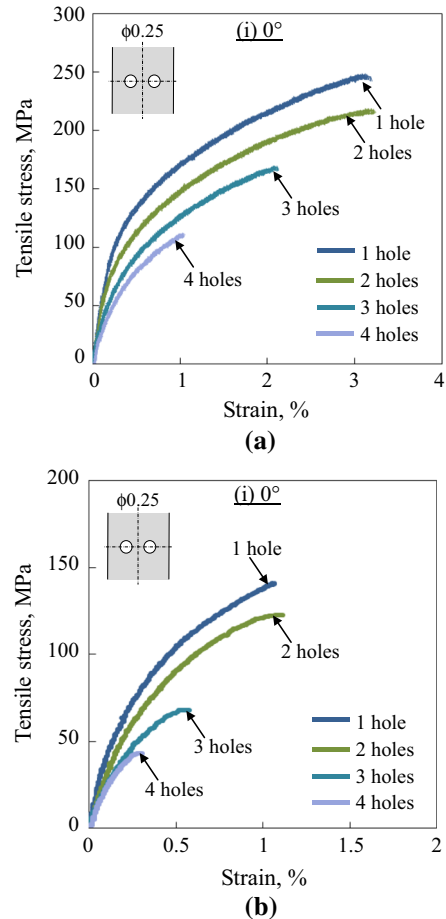 ϕ0.25
(i) 0°
Tensile stress, MPa
300
250
200
150
100
50
0
1 hole
2 holes
3 holes
4 holes
1 hole
2 holes
3 holes
4 holes
0 1 2 3 4
Strain, %
(a)
ϕ0.25
(i) 0°
Tensile stress, MPa
200
150
100
50
0
1 hole
2 holes
3 holes
4 holes
1 hole
2 holes
3 holes
4 holes
0 0.5 1 1.5 2
Strain, %
(b)